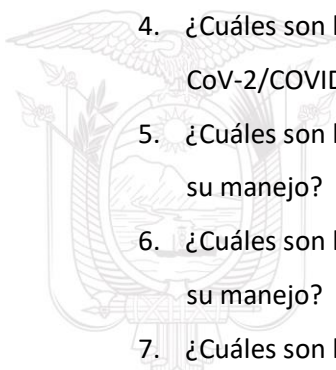 4. ¿Cuáles son
CoV-2/COVID
5. ¿Cuáles son
su manejo?
6. ¿Cuáles son
su manejo?
7. ¿Cuáles son